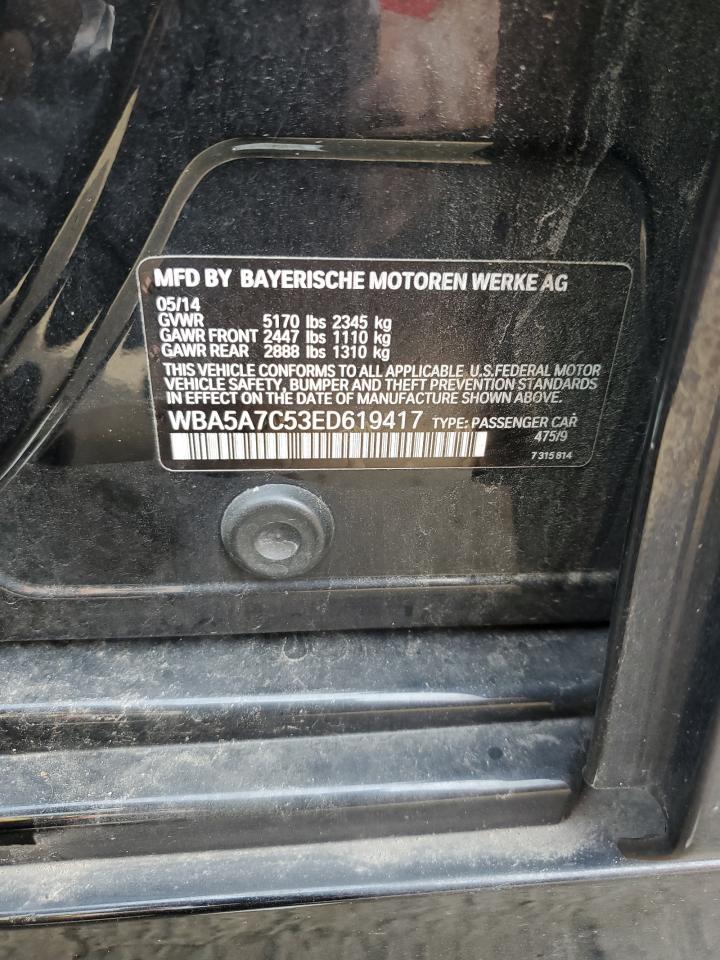 MFD BY BAYERISCHE MOTOREN WERKE AG
05/14
GVWR 5170 lbs 2345 kg
GAWR FRONT 2447 lbs 1110 kg
GAWR REAR 2888 lbs 1310 kg
THIS VEHICLE CONFORMS TO ALL APPLICABLE U.S.FEDERAL MOTOR
VEHICLE SAFETY, BUMPER AND THEFT PREVENTION STANDARDS
IN EFFECT ON THE DATE OF MANUFACTURE SHOWN ABOVE.
WBA5A7C53ED619417 TYPE: PASSENGER CAR
475/9
7 315 814